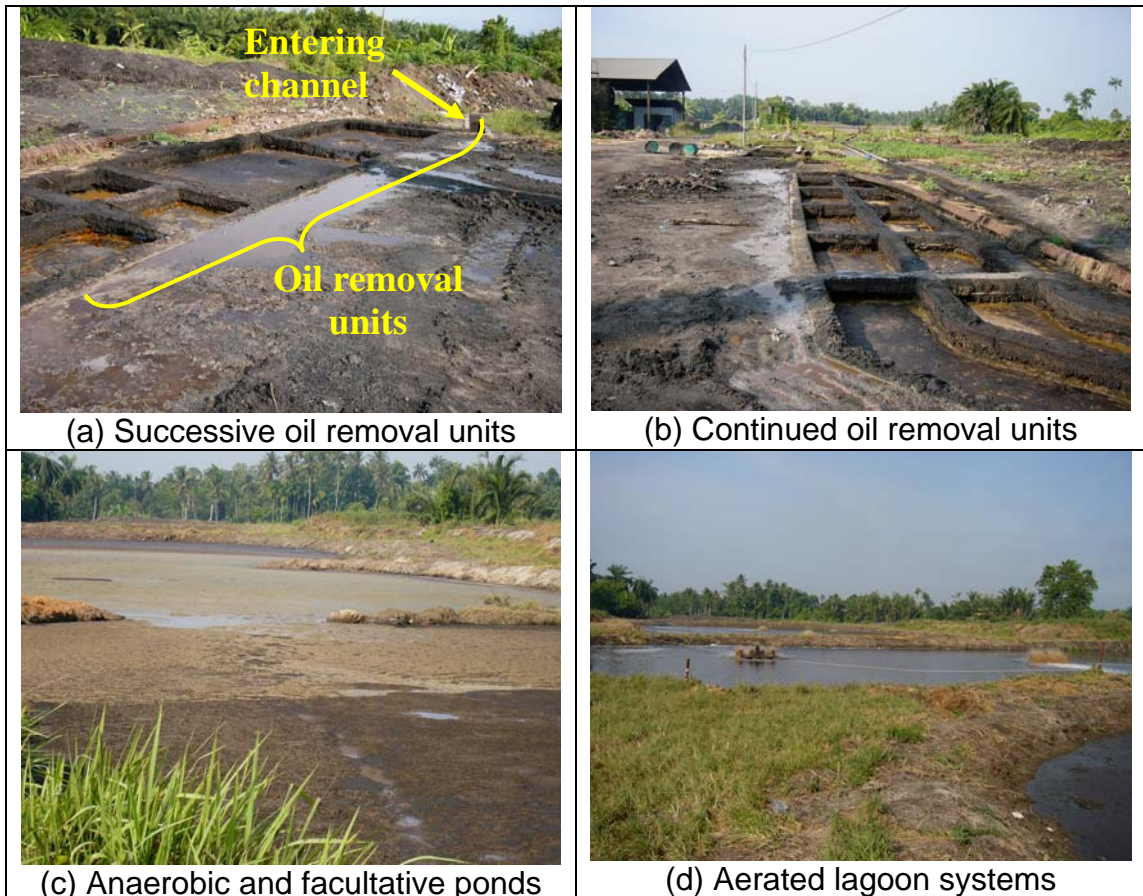 Entering
channel
Oil removal
units
(a) Successive oil removal units
(b) Continued oil removal units
(c) Anaerobic and facultative ponds
(d) Aerated lagoon systems